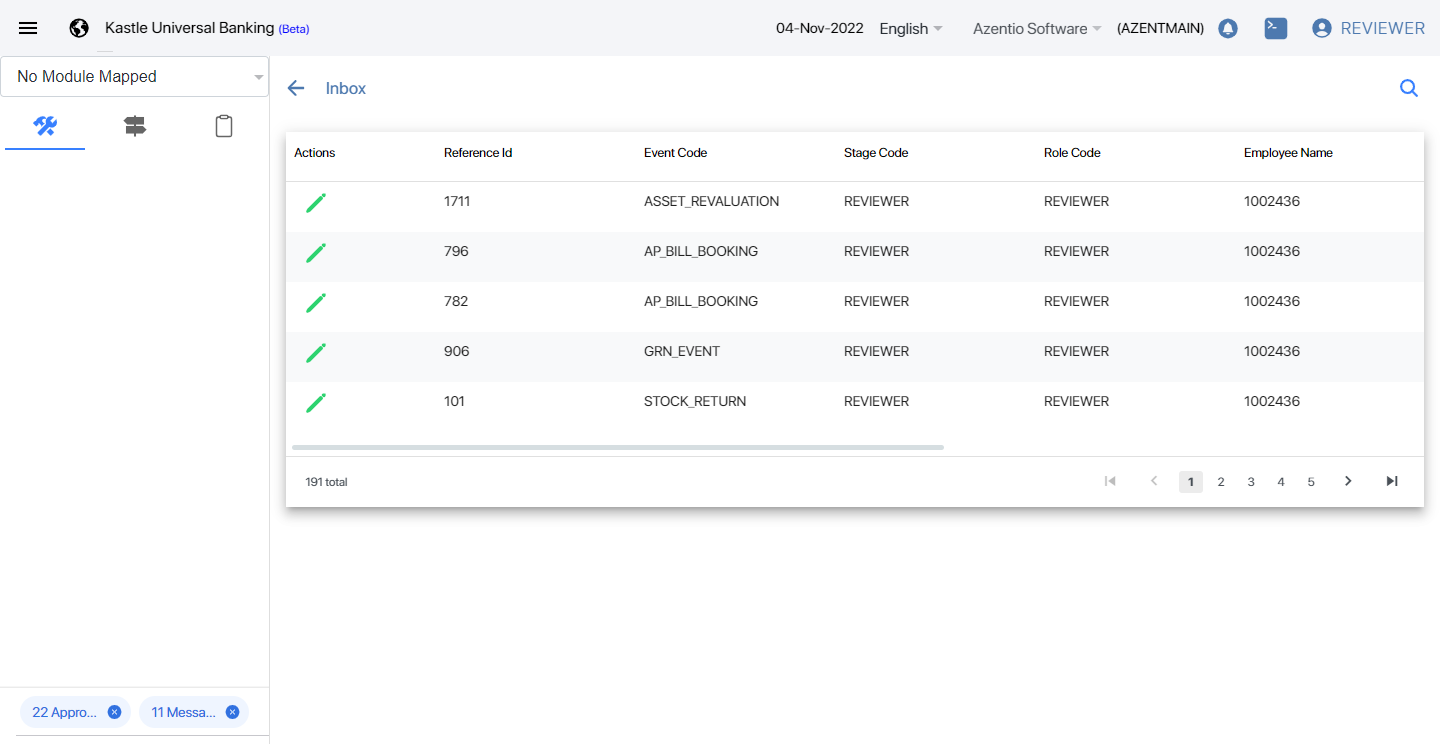 Kastle Universal Banking (Beta) 04-Nov-2022 English Azentio Software (AZENTMAIN) REVIEWER
No Module Mapped
Inbox
Actions Reference Id Event Code Stage Code Role Code Employee Name
1711 ASSET_REVALUATION REVIEWER REVIEWER 1002436
796 AP_BILL_BOOKING REVIEWER REVIEWER 1002436
782 AP_BILL_BOOKING REVIEWER REVIEWER 1002436
906 GRN_EVENT REVIEWER REVIEWER 1002436
101 STOCK_RETURN REVIEWER REVIEWER 1002436
191 total 1 2 3 4 5
22 Appro... 11 Messa...